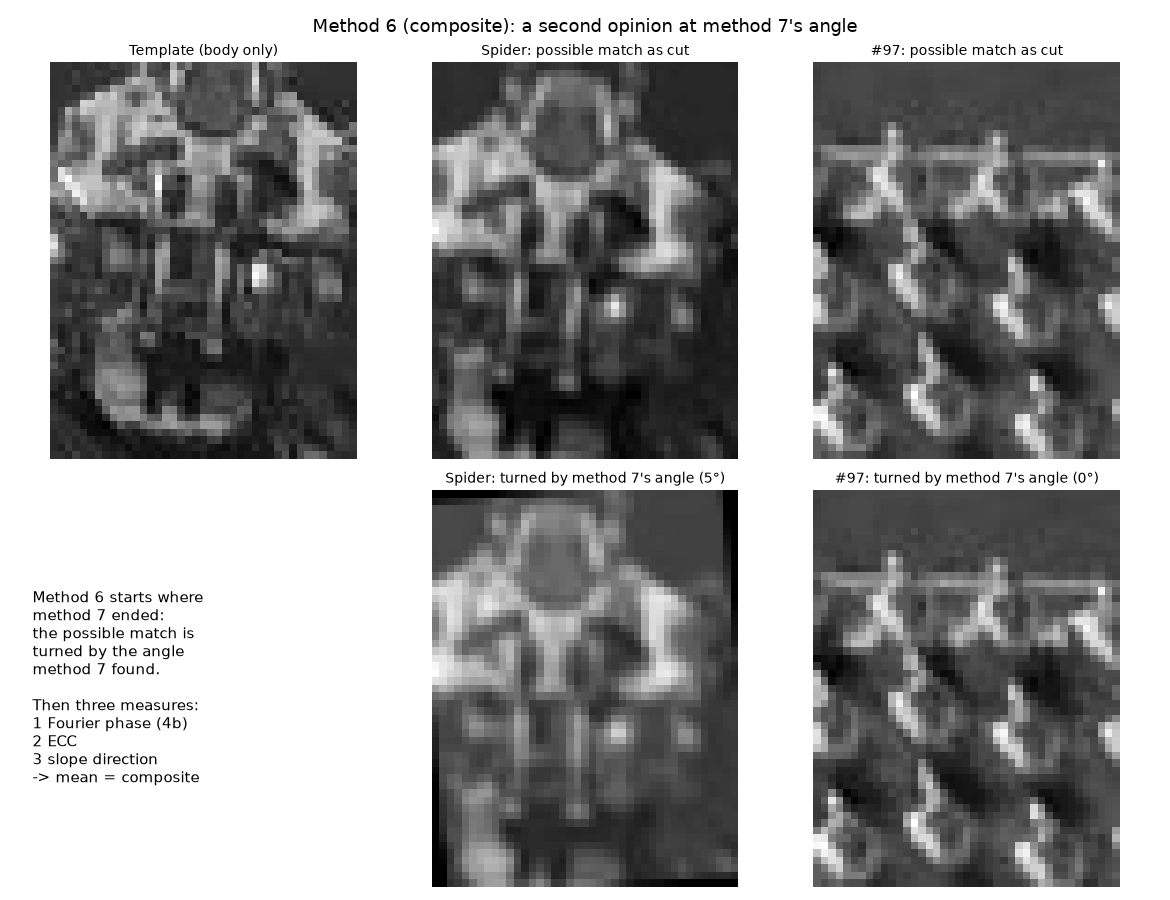 Method 6 (composite): a second opinion at method 7's angle
Template (body only)
Spider: possible match as cut
#97: possible match as cut
Spider: turned by method 7's angle (5°)
#97: turned by method 7's angle (0°)
Method 6 starts where
method 7 ended:
the possible match is
turned by the angle
method 7 found.
Then three measures:
1 Fourier phase (4b)
2 ECC
3 slope direction
-> mean = composite